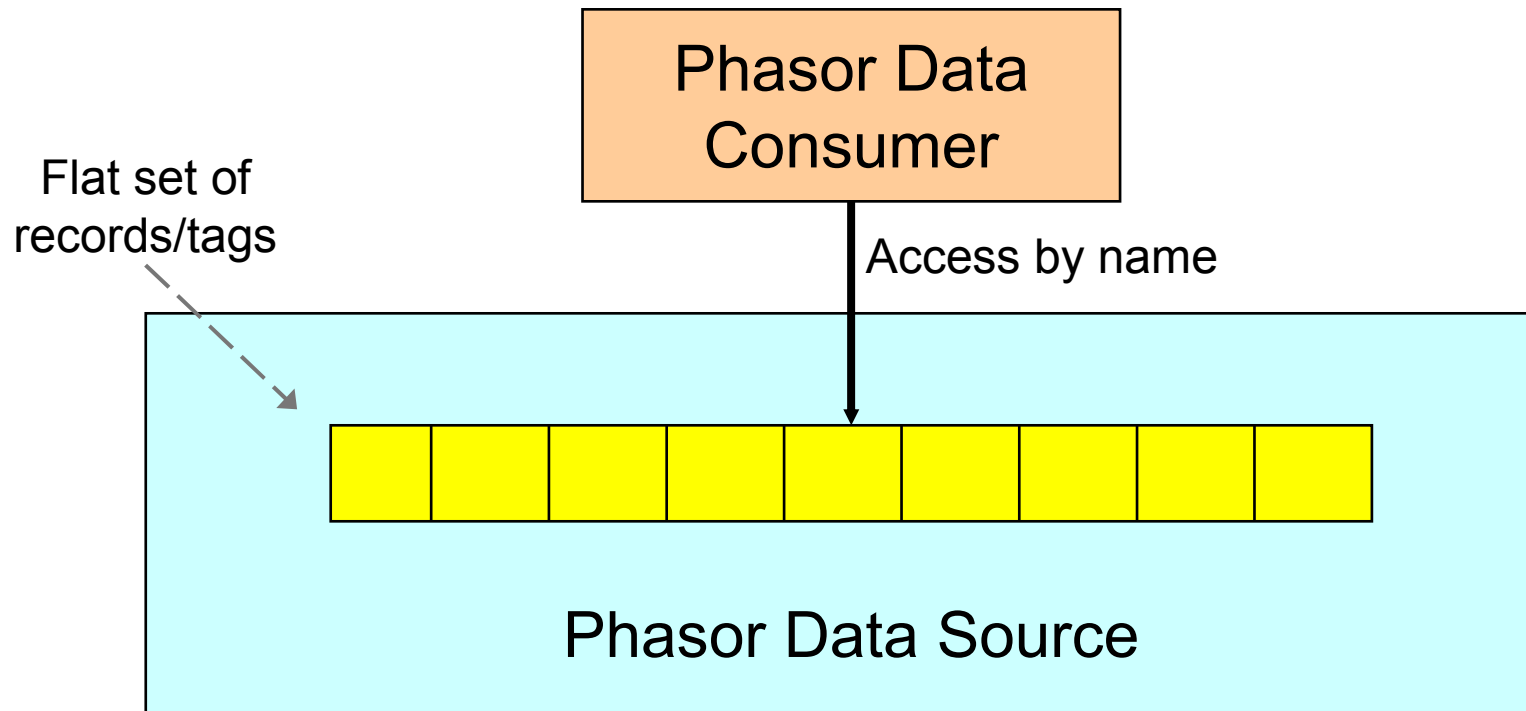 Phasor Data
Consumer
Flat set of
records/tags
Access by name
Phasor Data Source